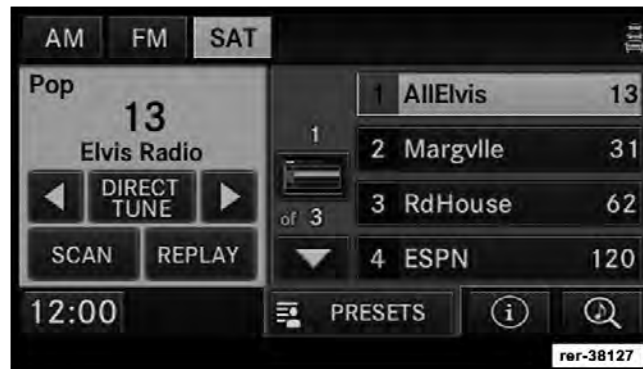 AM FM SAT
Pop
13
Elvis Radio
DIRECT
TUNE
SCAN REPLAY
1
of 3
1 AllElvis 13
2 Margvlle 31
3 RdHouse 62
4 ESPN 120
12:00
PRESETS
i
rer-38127